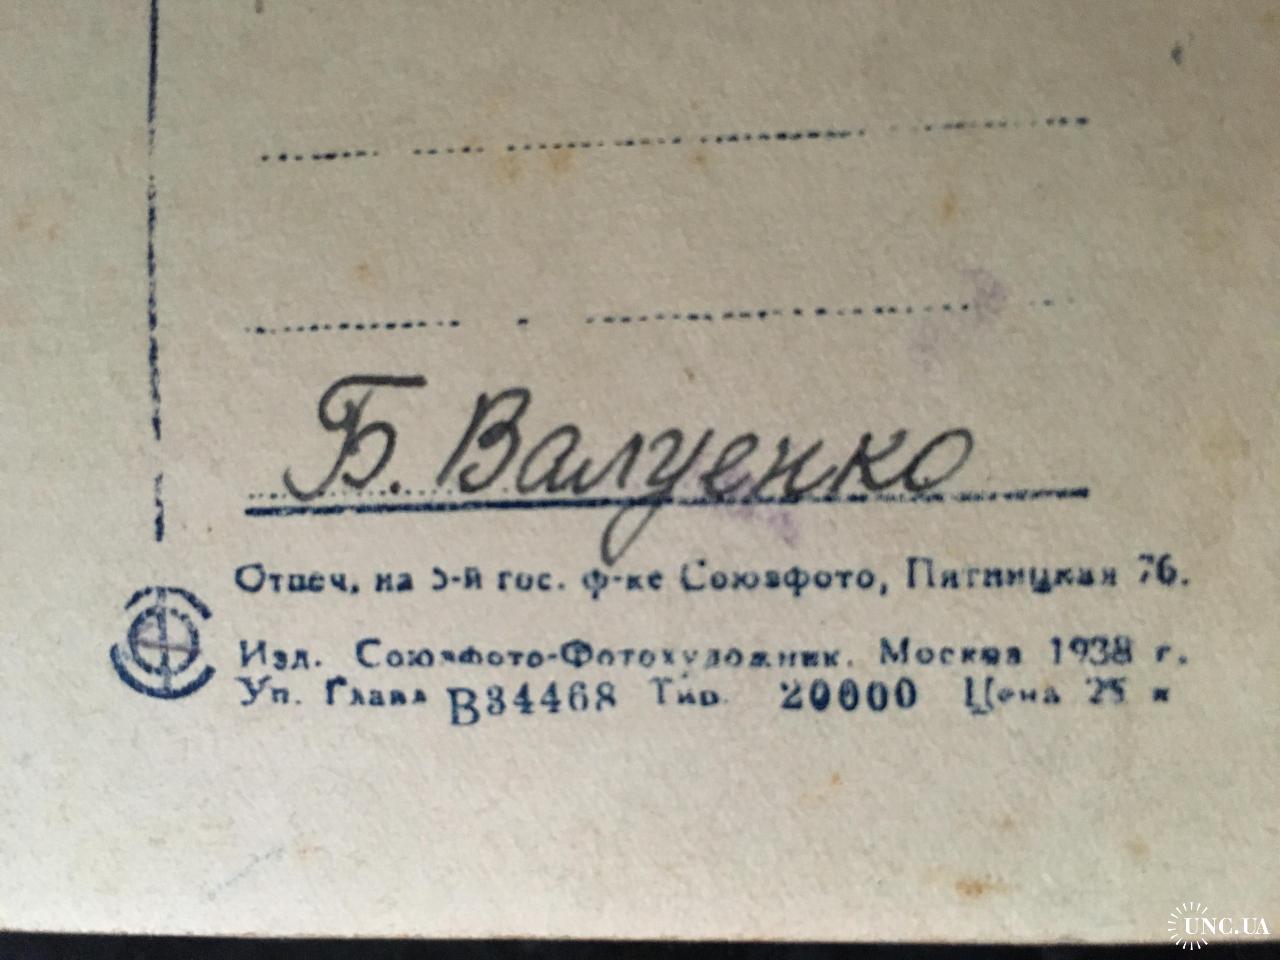 Б. Валуенко
Отпеч. на 5-й гос. ф-ке Союзфото, Пятницкая 76.
Изд. Союзфото-Фотохудожник. Москва 1938 г.
Уп. Главл В34468 Тир. 20000 Цена 25 к
UNC.UA